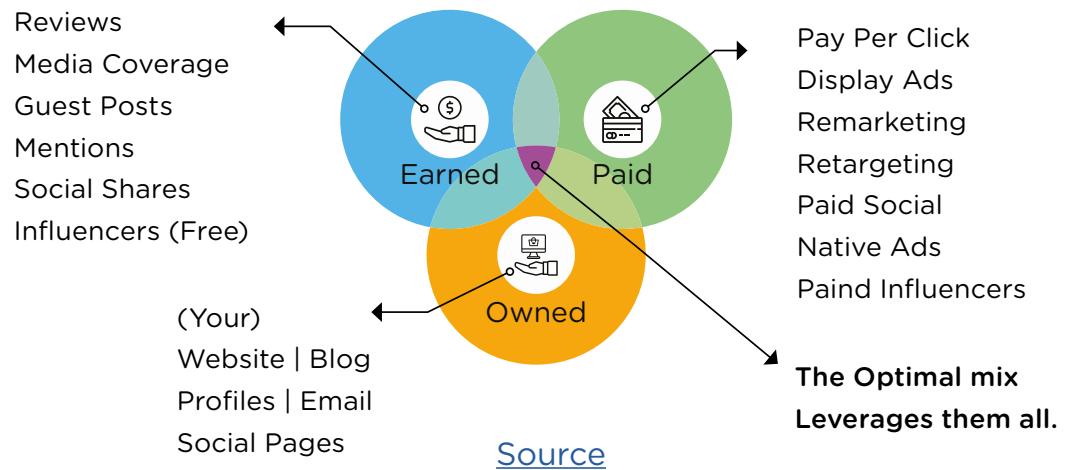 Reviews
Media Coverage
Guest Posts
Mentions
Social Shares
Influencers (Free)
$
Earned
Paid
Owned
Pay Per Click
Display Ads
Remarketing
Retargeting
Paid Social
Native Ads
Paind Influencers
(Your)
Website | Blog
Profiles | Email
Social Pages
The Optimal mix
Leverages them all.
Source